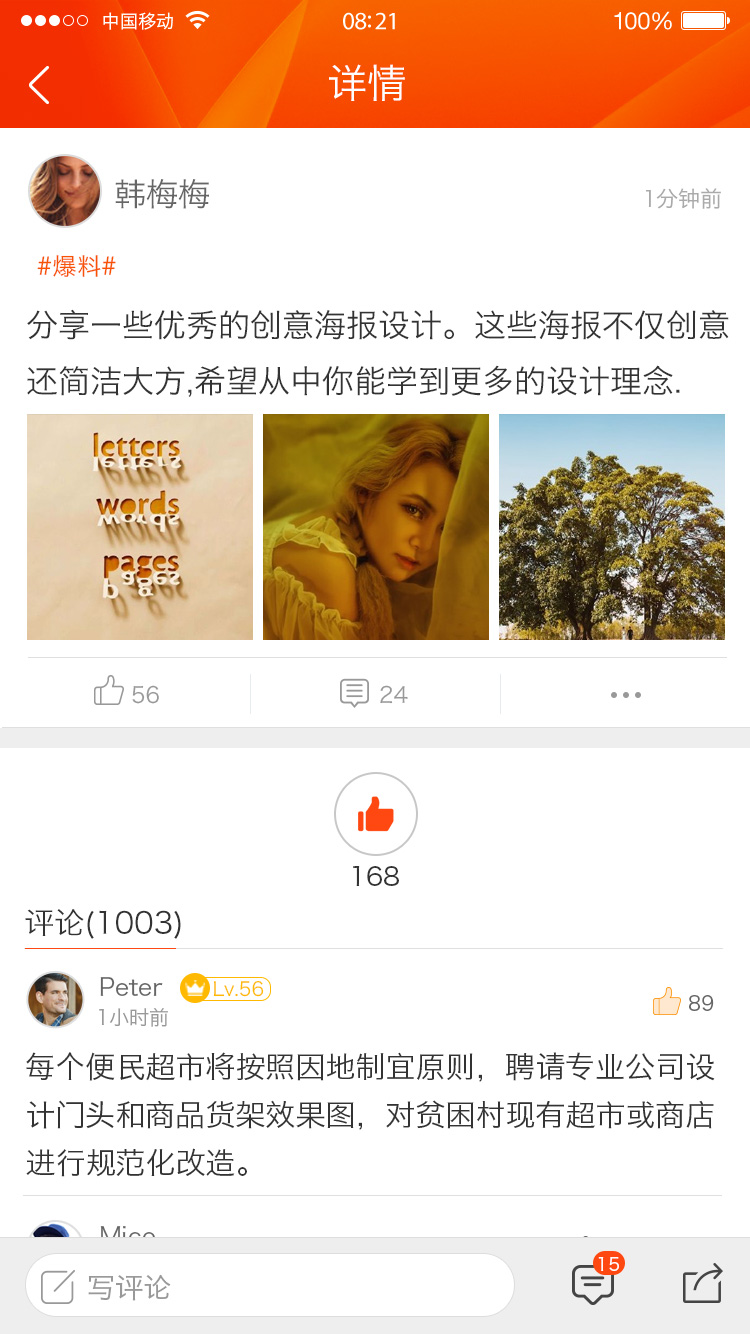 中国移动 08:21 100%
详情
韩梅梅
1分钟前
#爆料#
分享一些优秀的创意海报设计。这些海报不仅创意
还简洁大方,希望从中你能学到更多的设计理念.
letters
words
pages
56
24
168
评论(1003)
Peter Lv.56
1小时前
89
每个便民超市将按照因地制宜原则，聘请专业公司设
计门头和商品货架效果图，对贫困村现有超市或商店
进行规范化改造。
写评论
15